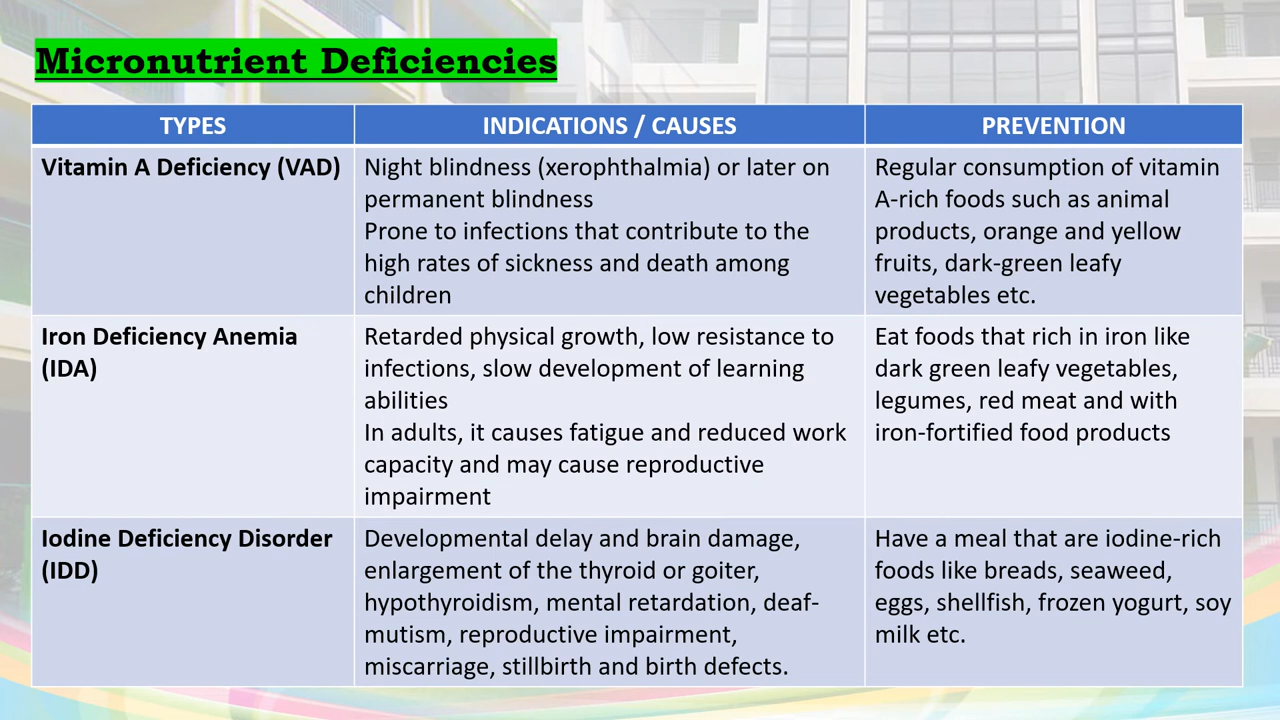 Micronutrient Deficiencies
TYPES
INDICATIONS / CAUSES
PREVENTION
Vitamin A Deficiency (VAD)
Night blindness (xerophthalmia) or later on
permanent blindness
Prone to infections that contribute to the
high rates of sickness and death among
children
Regular consumption of vitamin
A-rich foods such as animal
products, orange and yellow
fruits, dark-green leafy
vegetables etc.
Iron Deficiency Anemia
(IDA)
Retarded physical growth, low resistance to
infections, slow development of learning
abilities
In adults, it causes fatigue and reduced work
capacity and may cause reproductive
impairment
Eat foods that rich in iron like
dark green leafy vegetables,
legumes, red meat and with
iron-fortified food products
Iodine Deficiency Disorder
(IDD)
Developmental delay and brain damage,
enlargement of the thyroid or goiter,
hypothyroidism, mental retardation, deaf-
mutism, reproductive impairment,
miscarriage, stillbirth and birth defects.
Have a meal that are iodine-rich
foods like breads, seaweed,
eggs, shellfish, frozen yogurt, soy
milk etc.